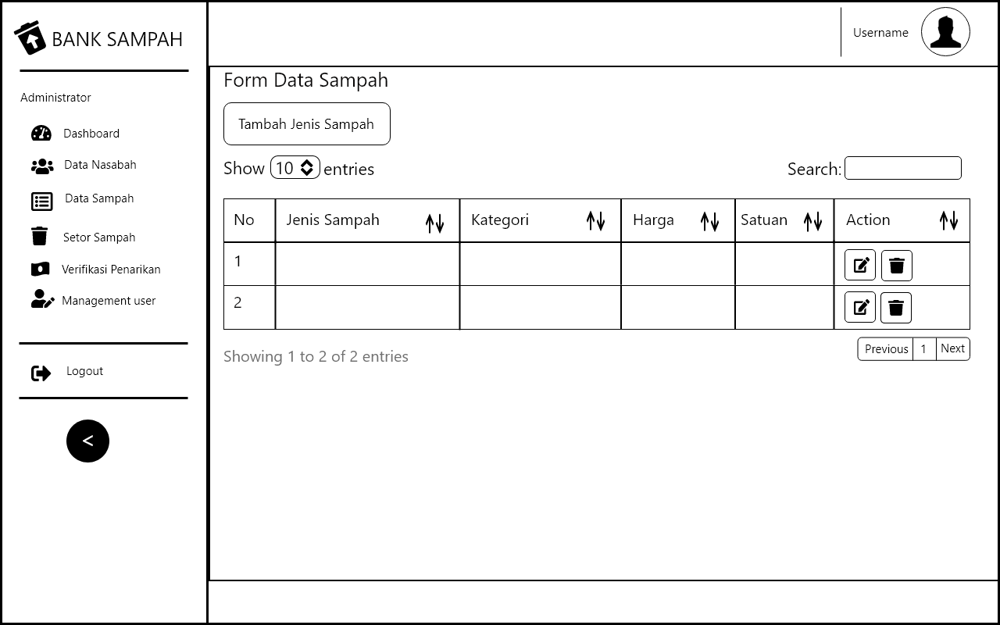 BANK SAMPAH
Username
Administrator
Dashboard
Data Nasabah
Data Sampah
Setor Sampah
Verifikasi Penarikan
Management user
Logout
<
Form Data Sampah
Tambah Jenis Sampah
Show 10 entries
Search:
No Jenis Sampah Kategori Harga Satuan Action
1
2
Showing 1 to 2 of 2 entries
Previous 1 Next